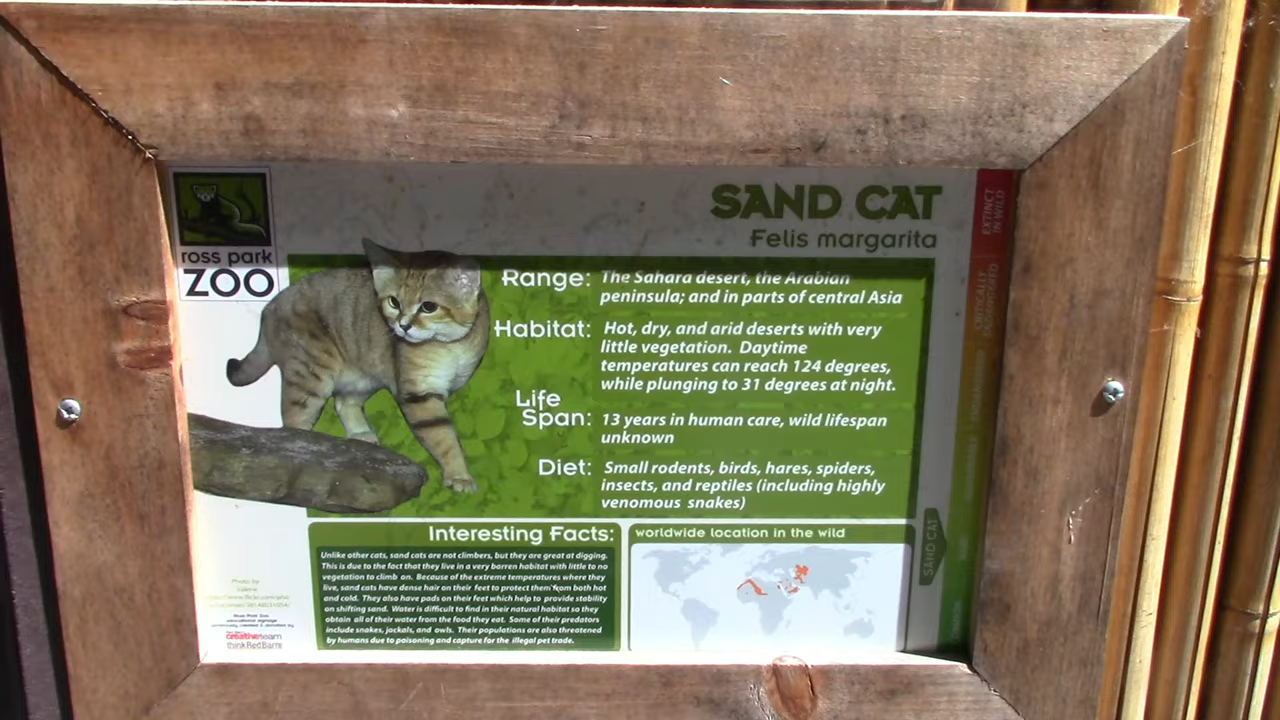 ross park
ZOO
SAND CAT
Felis margarita
EXTINCT
IN WILD
CRITICALLY
ENDANGERED
Range: The Sahara desert, the Arabian
peninsula; and in parts of central Asia
Habitat: Hot, dry, and arid deserts with very
little vegetation. Daytime
temperatures can reach 124 degrees,
while plunging to 31 degrees at night.
Life
Span: 13 years in human care, wild lifespan
unknown
Diet: Small rodents, birds, hares, spiders,
insects, and reptiles (including highly
venomous snakes)
Interesting Facts:
Unlike other cats, sand cats are not climbers, but they are great at digging.
This is due to the fact that they live in a very barren habitat with little to no
vegetation to climb on. Because of the extreme temperatures where they
live, sand cats have dense hair on their feet to protect them from both hot
and cold. They also have pads on their feet which help to provide stability
on shifting sand. Water is difficult to find in their natural habitat so they
obtain all of their water from the food they eat. Some of their predators
include snakes, jackals, and owls. Their populations are also threatened
by humans due to poisoning and capture for the illegal pet trade.
worldwide location in the wild
SAND CAT
Photo by
Ross Park Zoo
educational signage
creativeteam
thinkRedBarn!